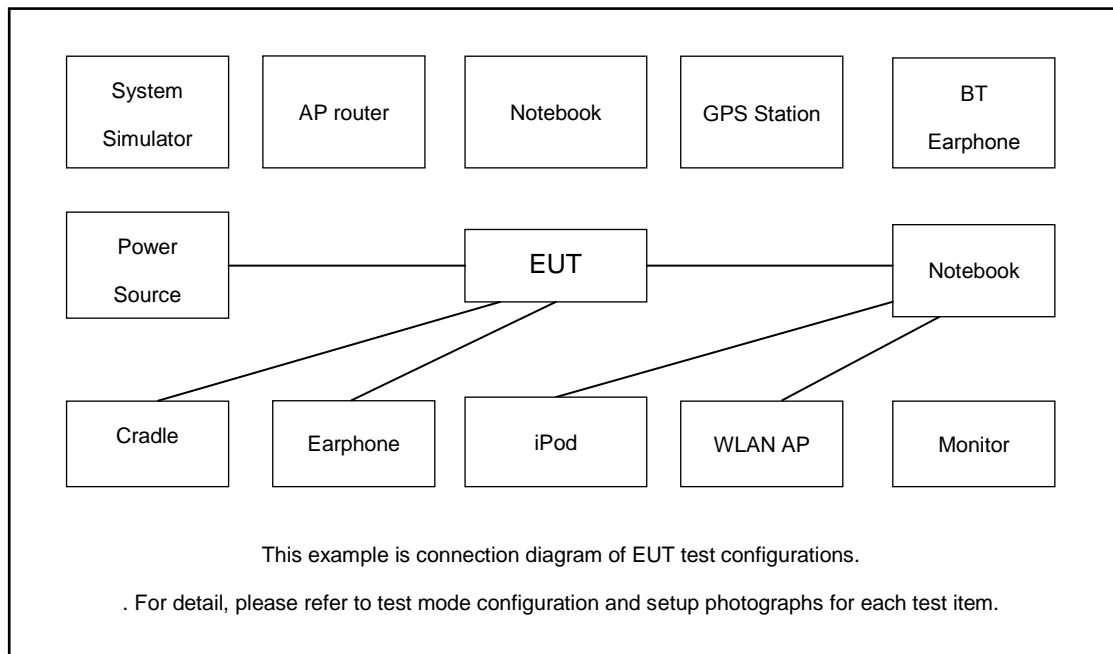 System
Simulator
AP router
Notebook
GPS Station
BT
Earphone
Power
Source
EUT
Notebook
Cradle
Earphone
iPod
WLAN AP
Monitor
This example is connection diagram of EUT test configurations.
. For detail, please refer to test mode configuration and setup photographs for each test item.